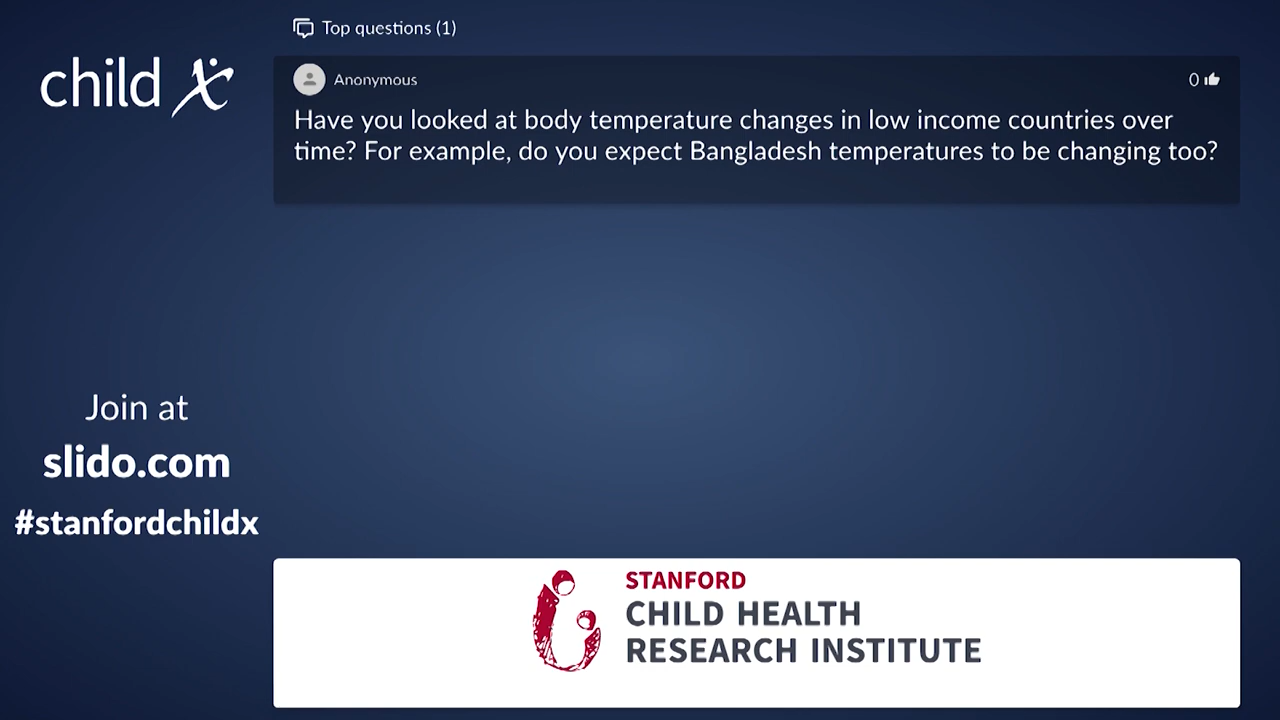 Top questions (1)
child x
Anonymous
0
Have you looked at body temperature changes in low income countries over
time? For example, do you expect Bangladesh temperatures to be changing too?
Join at
slido.com
#stanfordchildx
STANFORD
CHILD HEALTH
RESEARCH INSTITUTE